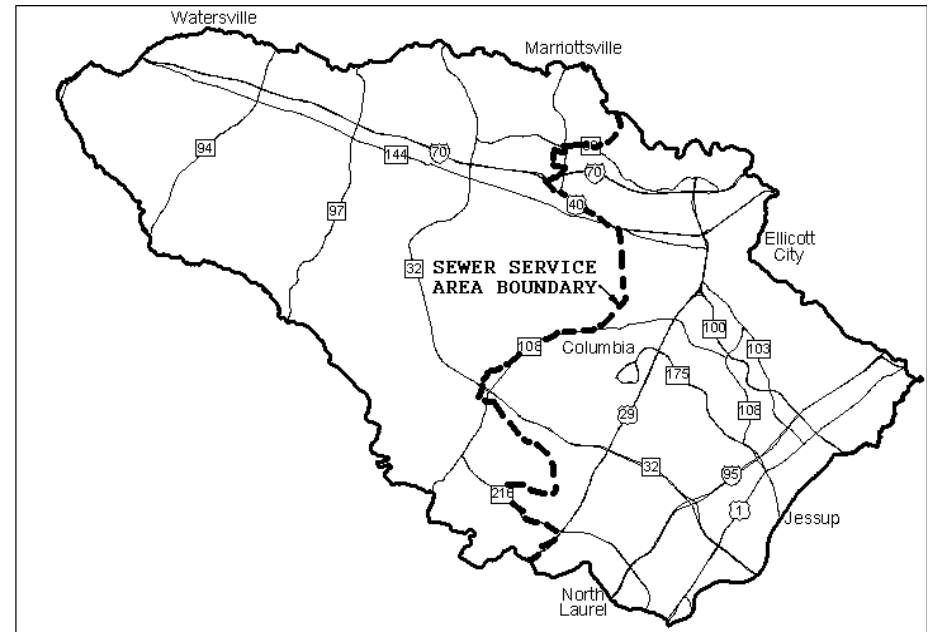 Watersville
Marriottsville
94
144
70
70
40
97
Ellicott
City
32
SEWER SERVICE
AREA BOUNDARY
100
103
108
Columbia
175
29
108
32
95
216
1
Jessup
North
Laurel